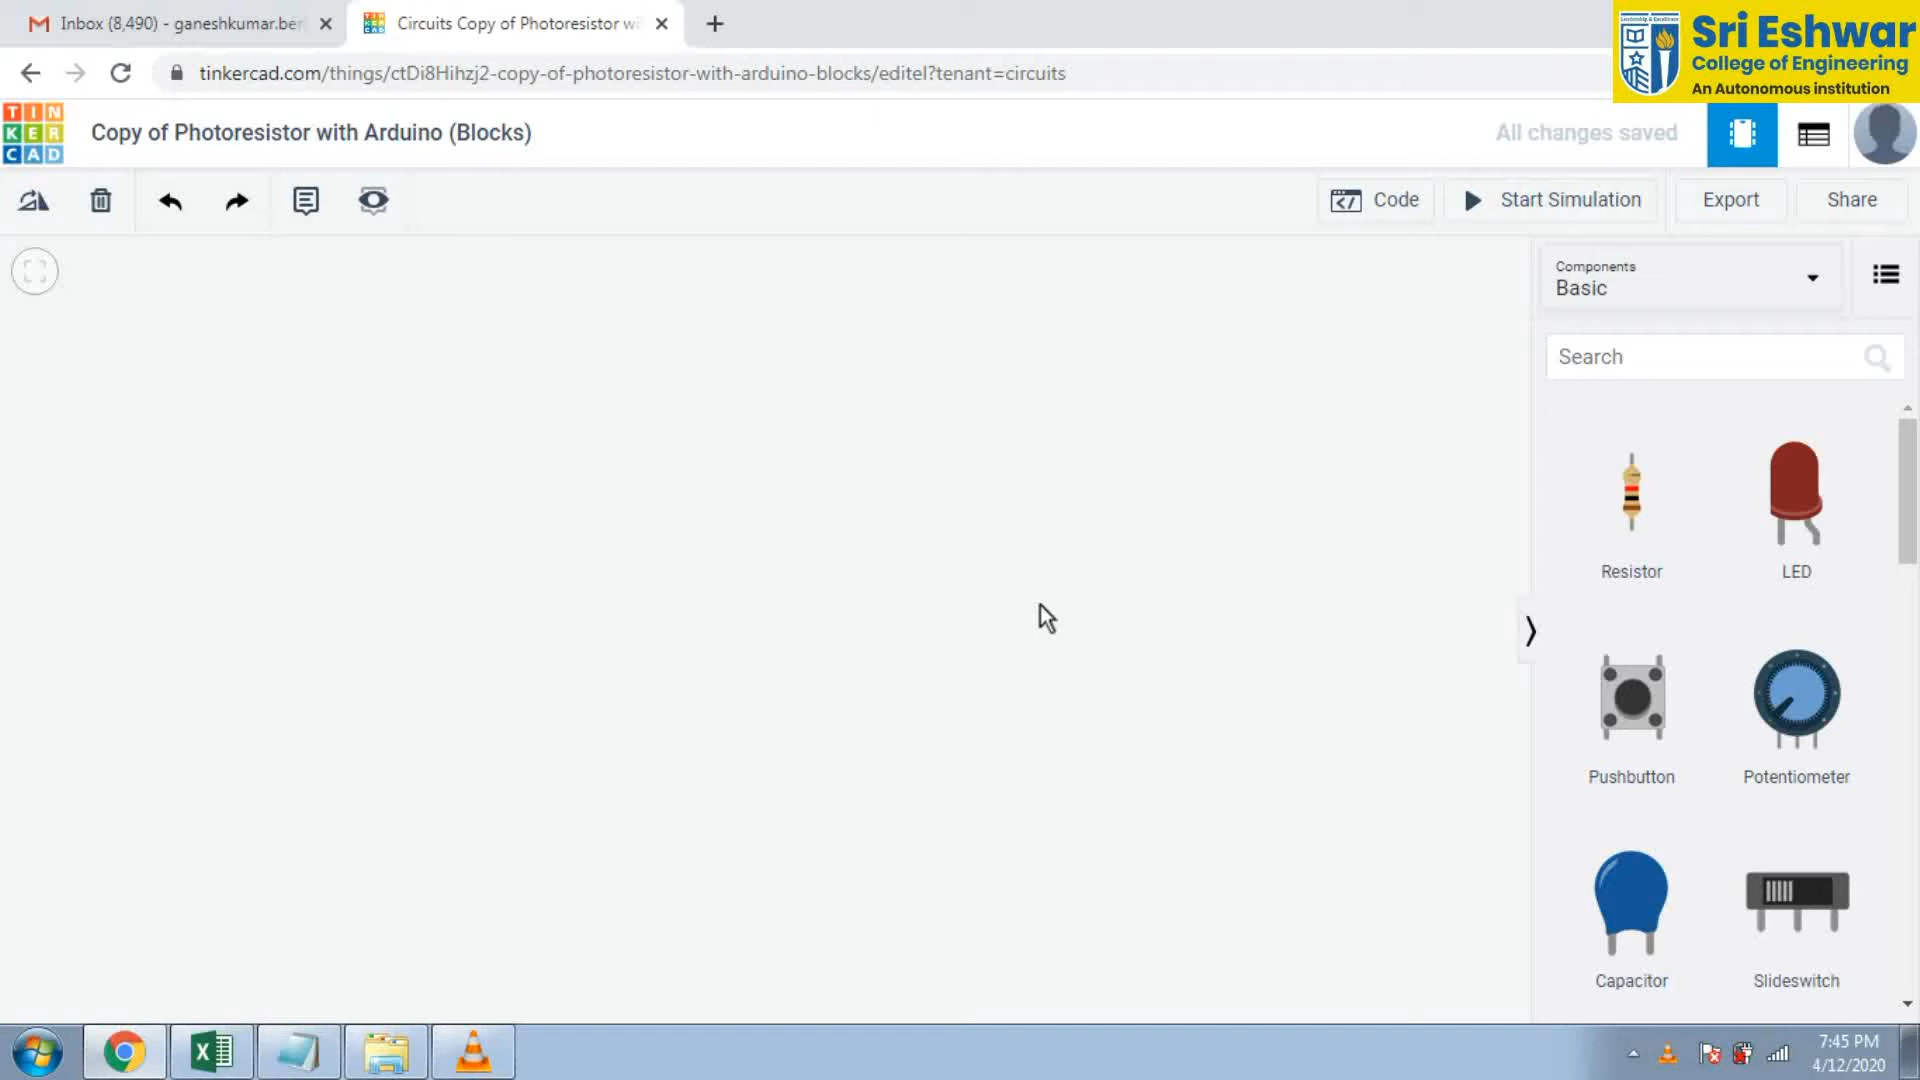 Inbox (8,490) - ganeshkumar.ber
Circuits Copy of Photoresistor wi
tinkercad.com/things/ctDi8Hihzj2-copy-of-photoresistor-with-arduino-blocks/editel?tenant=circuits
Leadership & Excellence
Sri Eshwar
College of Engineering
An Autonomous institution
TIN
KER
CAD
Copy of Photoresistor with Arduino (Blocks)
All changes saved
Code
Start Simulation
Export
Share
Components
Basic
Search
Resistor
LED
Pushbutton
Potentiometer
Capacitor
Slideswitch
7:45 PM
4/12/2020